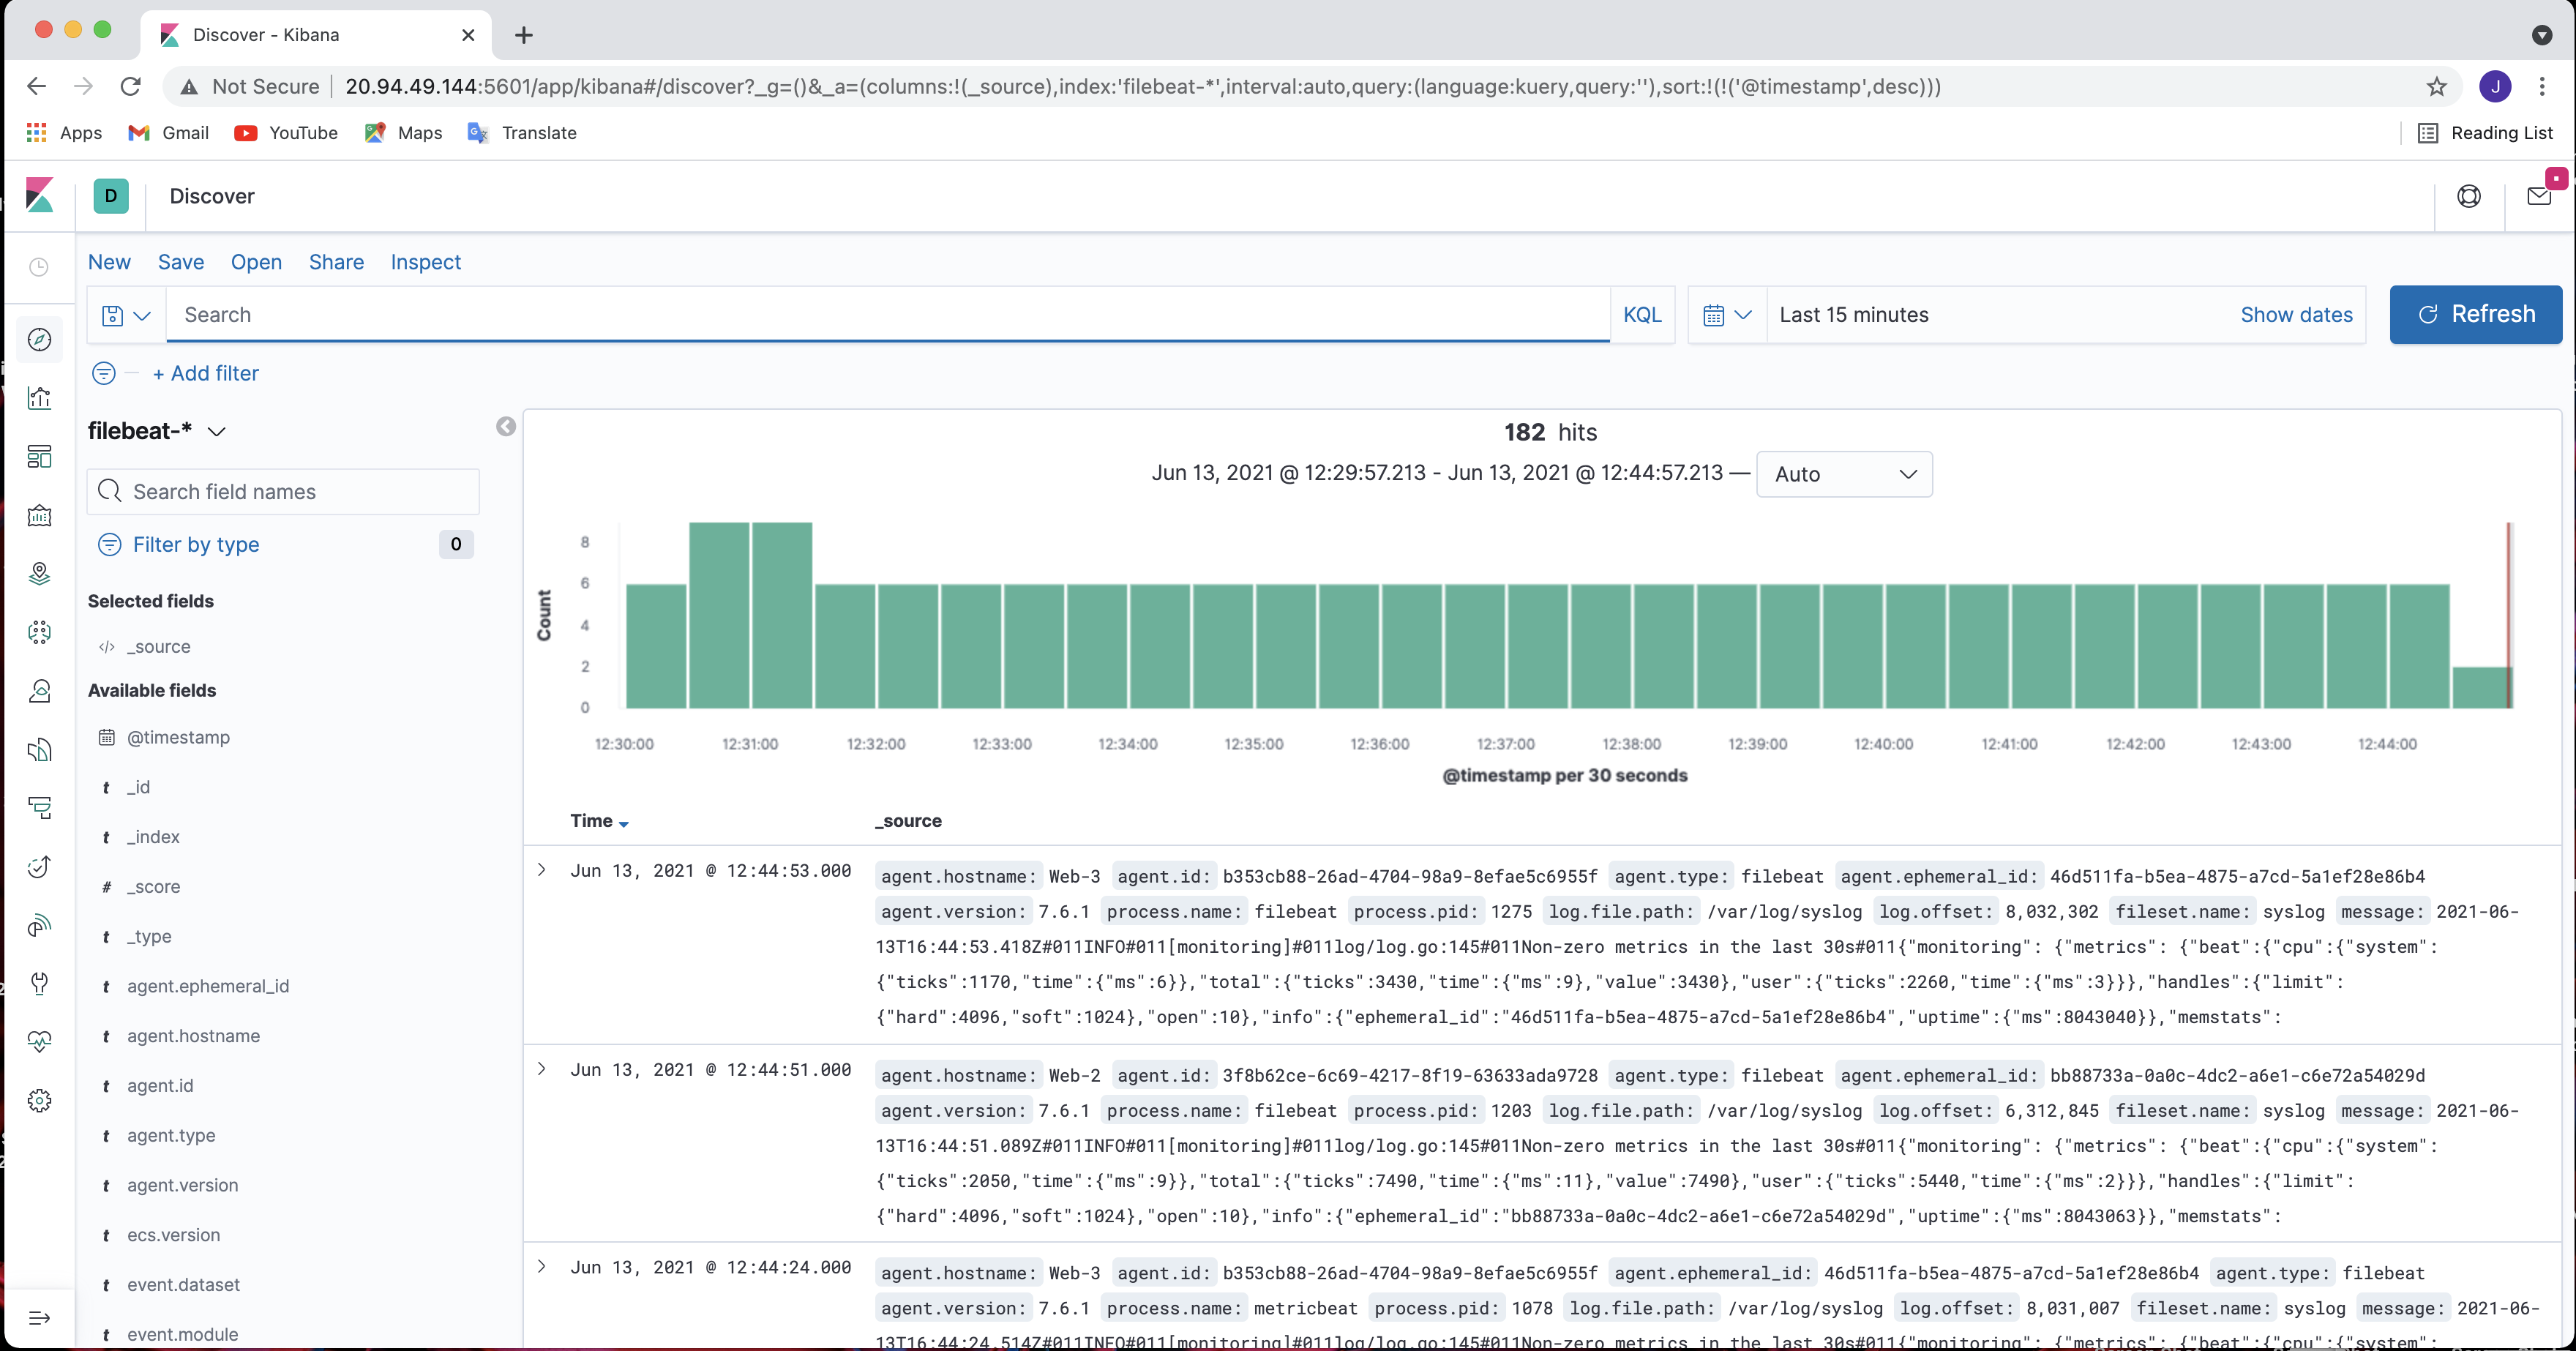 Discover - Kibana
Not Secure 20.94.49.144:5601/app/kibana#/discover?_g=()&_a=(columns:!(_source),index:'filebeat-*',interval:auto,query:(language:kuery,query:''),sort:!(!('@timestamp',desc)))
J
Apps Gmail YouTube Maps Translate Reading List
D Discover
New Save Open Share Inspect
Search KQL Last 15 minutes Show dates Refresh
+ Add filter
filebeat-*
Search field names
Filter by type 0
Selected fields
</> _source
Available fields
@timestamp
t _id
t _index
# _score
t _type
t agent.ephemeral_id
t agent.hostname
t agent.id
t agent.type
t agent.version
t ecs.version
t event.dataset
t event.module
182 hits
Jun 13, 2021 @ 12:29:57.213 - Jun 13, 2021 @ 12:44:57.213 — Auto
Count
8
6
4
2
0
12:30:00 12:31:00 12:32:00 12:33:00 12:34:00 12:35:00 12:36:00 12:37:00 12:38:00 12:39:00 12:40:00 12:41:00 12:42:00 12:43:00 12:44:00
@timestamp per 30 seconds
Time _source
Jun 13, 2021 @ 12:44:53.000 agent.hostname: Web-3 agent.id: b353cb88-26ad-4704-98a9-8efae5c6955f agent.type: filebeat agent.ephemeral_id: 46d511fa-b5ea-4875-a7cd-5a1ef28e86b4
agent.version: 7.6.1 process.name: filebeat process.pid: 1275 log.file.path: /var/log/syslog log.offset: 8,032,302 fileset.name: syslog message: 2021-06-
13T16:44:53.418Z#011INFO#011[monitoring]#011log/log.go:145#011Non-zero metrics in the last 30s#011{"monitoring": {"metrics": {"beat":{"cpu":{"system":
{"ticks":1170,"time":{"ms":6}},"total":{"ticks":3430,"time":{"ms":9},"value":3430},"user":{"ticks":2260,"time":{"ms":3}}},"handles":{"limit":
{"hard":4096,"soft":1024},"open":10},"info":{"ephemeral_id":"46d511fa-b5ea-4875-a7cd-5a1ef28e86b4","uptime":{"ms":8043040}},"memstats":
Jun 13, 2021 @ 12:44:51.000 agent.hostname: Web-2 agent.id: 3f8b62ce-6c69-4217-8f19-63633ada9728 agent.type: filebeat agent.ephemeral_id: bb88733a-0a0c-4dc2-a6e1-c6e72a54029d
agent.version: 7.6.1 process.name: filebeat process.pid: 1203 log.file.path: /var/log/syslog log.offset: 6,312,845 fileset.name: syslog message: 2021-06-
13T16:44:51.089Z#011INFO#011[monitoring]#011log/log.go:145#011Non-zero metrics in the last 30s#011{"monitoring": {"metrics": {"beat":{"cpu":{"system":
{"ticks":2050,"time":{"ms":9}},"total":{"ticks":7490,"time":{"ms":11},"value":7490},"user":{"ticks":5440,"time":{"ms":2}}},"handles":{"limit":
{"hard":4096,"soft":1024},"open":10},"info":{"ephemeral_id":"bb88733a-0a0c-4dc2-a6e1-c6e72a54029d","uptime":{"ms":8043063}},"memstats":
Jun 13, 2021 @ 12:44:24.000 agent.hostname: Web-3 agent.id: b353cb88-26ad-4704-98a9-8efae5c6955f agent.ephemeral_id: 46d511fa-b5ea-4875-a7cd-5a1ef28e86b4 agent.type: filebeat
agent.version: 7.6.1 process.name: metricbeat process.pid: 1078 log.file.path: /var/log/syslog log.offset: 8,031,007 fileset.name: syslog message: 2021-06-
13T16:44:24.514Z#011INFO#011[monitoring]#011log/log.go:145#011Non-zero metrics in the last 30s#011{"monitoring": {"metrics": {"beat":{"cpu":{"system":